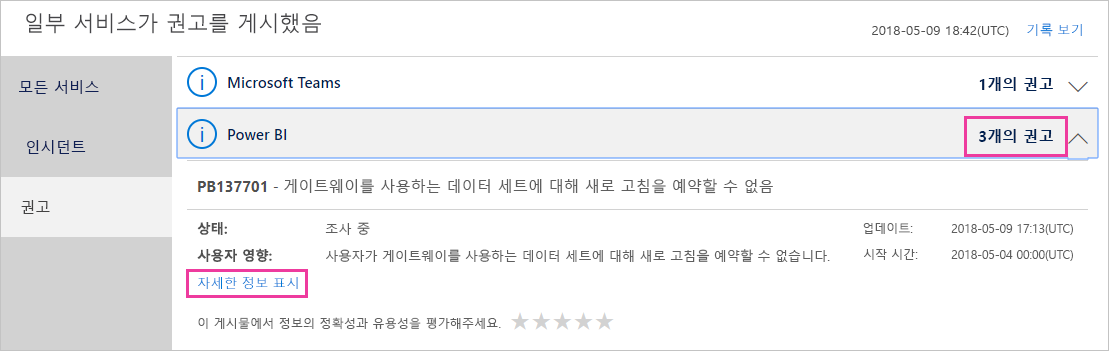 일부 서비스가 권고를 게시했음
2018-05-09 18:42(UTC) 기록 보기
모든 서비스
인시던트
권고
Microsoft Teams 1개의 권고
Power BI 3개의 권고
PB137701 - 게이트웨이를 사용하는 데이터 세트에 대해 새로 고침을 예약할 수 없음
상태: 조사 중 업데이트: 2018-05-09 17:13(UTC)
사용자 영향: 사용자가 게이트웨이를 사용하는 데이터 세트에 대해 새로 고침을 예약할 수 없습니다. 시작 시간: 2018-05-04 00:00(UTC)
자세한 정보 표시
이 게시물에서 정보의 정확성과 유용성을 평가해주세요.